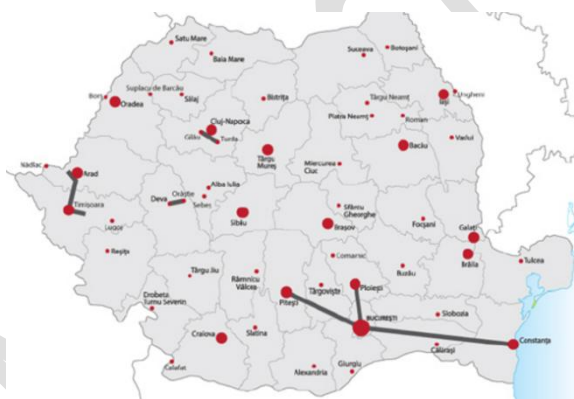 Satu Mare
Baia Mare
Suceava
Botoșani
Suplacu de Barcău
Borș
Oradea
Sălaj
Bistrița
Târgu Neamț
Iași
Ungheni
Piatra Neamț
Roman
Cluj-Napoca
Gilău
Turda
Bacău
Vaslui
Nădlac
Arad
Târgu
Mureș
Miercurea
Ciuc
Timișoara
Deva
Orăștie
Alba Iulia
Sebeș
Lugoj
Sibiu
Sfântu
Gheorghe
Brașov
Focșani
Galați
Reșița
Comarnic
Brăila
Tulcea
Târgu Jiu
Râmnicu
Vâlcea
Pitești
Târgoviște
Ploiești
Buzău
Drobeta
Turnu Severin
BUCUREȘTI
Slobozia
Craiova
Slatina
Călărași
Constanța
Calafat
Alexandria
Giurgiu